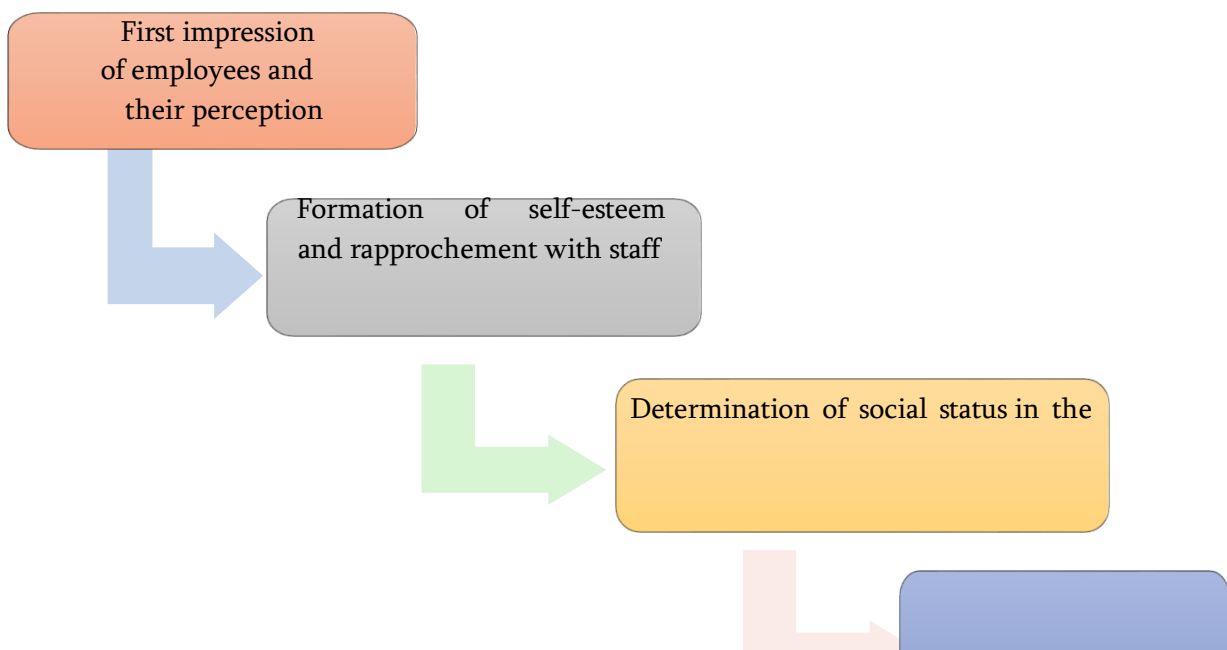 First impression
of employees and
their perception
Formation of self-esteem
and rapprochement with staff
Determination of social status in the